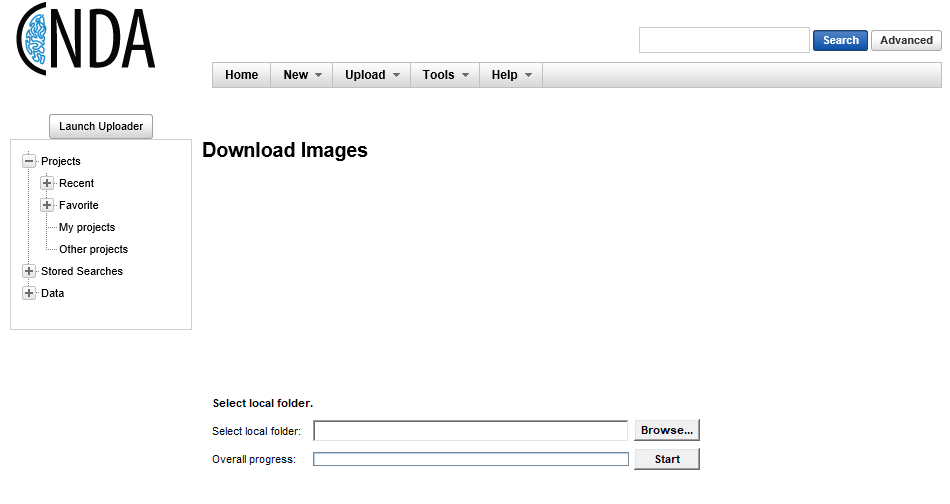 CNDA
Search
Advanced
Home
New
Upload
Tools
Help
Launch Uploader
Projects
Recent
Favorite
My projects
Other projects
Stored Searches
Data
Download Images
Select local folder.
Select local folder:
Browse...
Overall progress:
Start